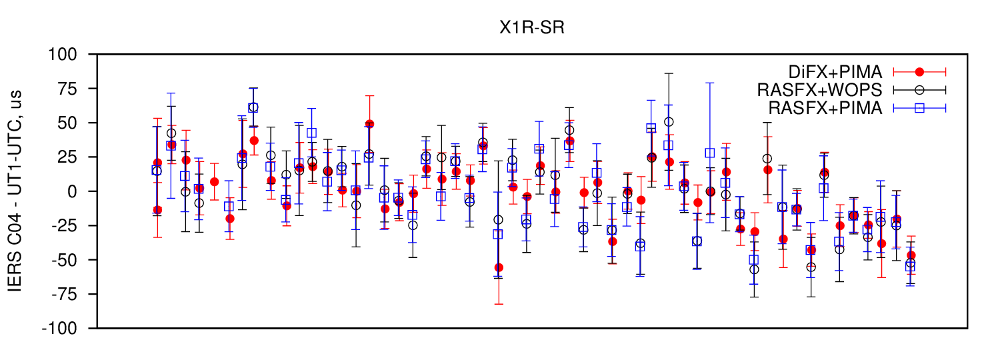 X1R-SR
IERS C04 - UT1-UTC, us
100
75
50
25
0
-25
-50
-75
-100
DiFX+PIMA
RASFX+WOPS
RASFX+PIMA